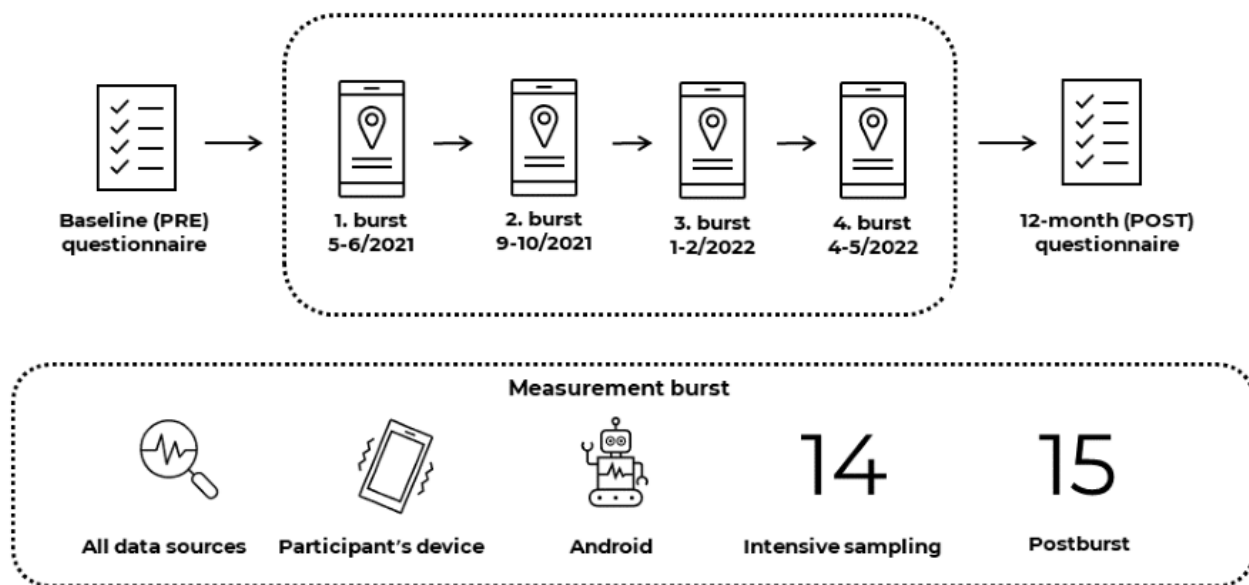 Baseline (PRE)
questionnaire
1. burst
5-6/2021
2. burst
9-10/2021
3. burst
1-2/2022
4. burst
4-5/2022
12-month (POST)
questionnaire
Measurement burst
14
15
All data sources
Participant's device
Android
Intensive sampling
Postburst